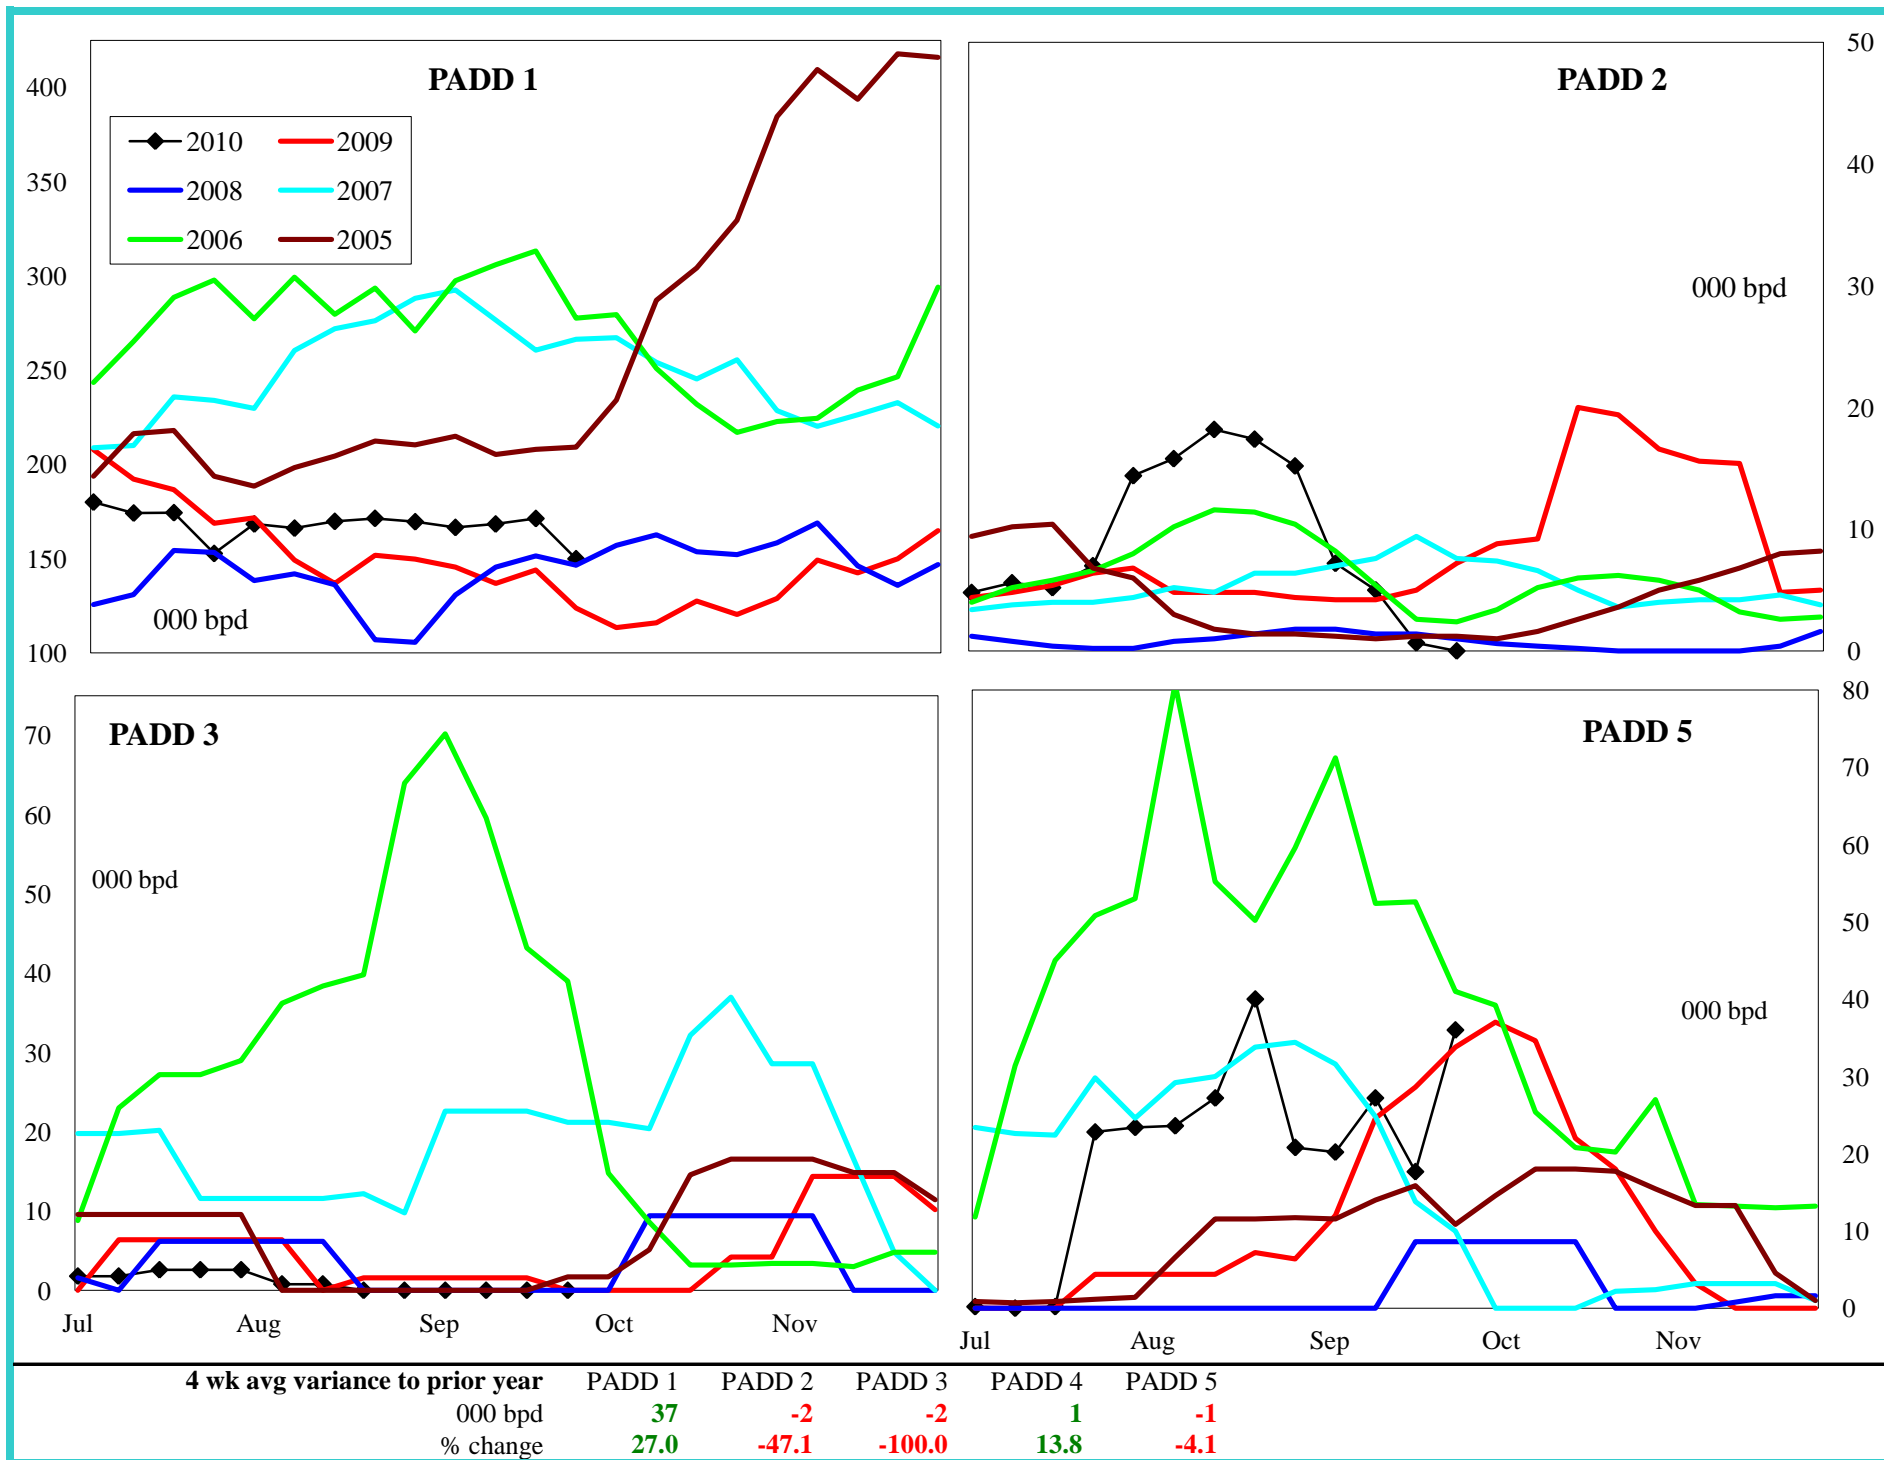 PADD 1
400
350
300
250
200
150
100
2010 2009
2008 2007
2006 2005
000 bpd
PADD 2
50
40
30
20
10
0
000 bpd
PADD 3
70
60
50
40
30
20
10
0
000 bpd
Jul Aug Sep Oct Nov
PADD 5
80
70
60
50
40
30
20
10
0
000 bpd
Jul Aug Sep Oct Nov
4 wk avg variance to prior year PADD 1 PADD 2 PADD 3 PADD 4 PADD 5
000 bpd 37 -2 -2 1 -1
% change 27.0 -47.1 -100.0 13.8 -4.1